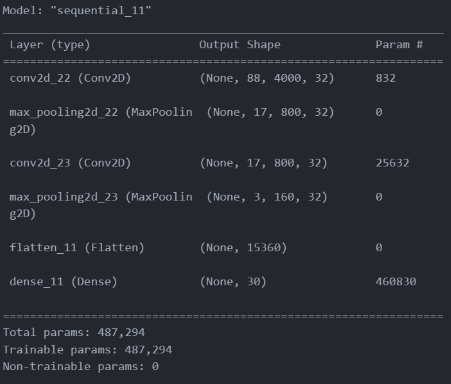 Model: "sequential_11"
Layer (type) Output Shape Param #
conv2d_22 (Conv2D) (None, 88, 4000, 32) 832
max_pooling2d_22 (MaxPoolin (None, 17, 800, 32) 0
g2D)
conv2d_23 (Conv2D) (None, 17, 800, 32) 25632
max_pooling2d_23 (MaxPoolin (None, 3, 160, 32) 0
g2D)
flatten_11 (Flatten) (None, 15360) 0
dense_11 (Dense) (None, 30) 460830
Total params: 487,294
Trainable params: 487,294
Non-trainable params: 0